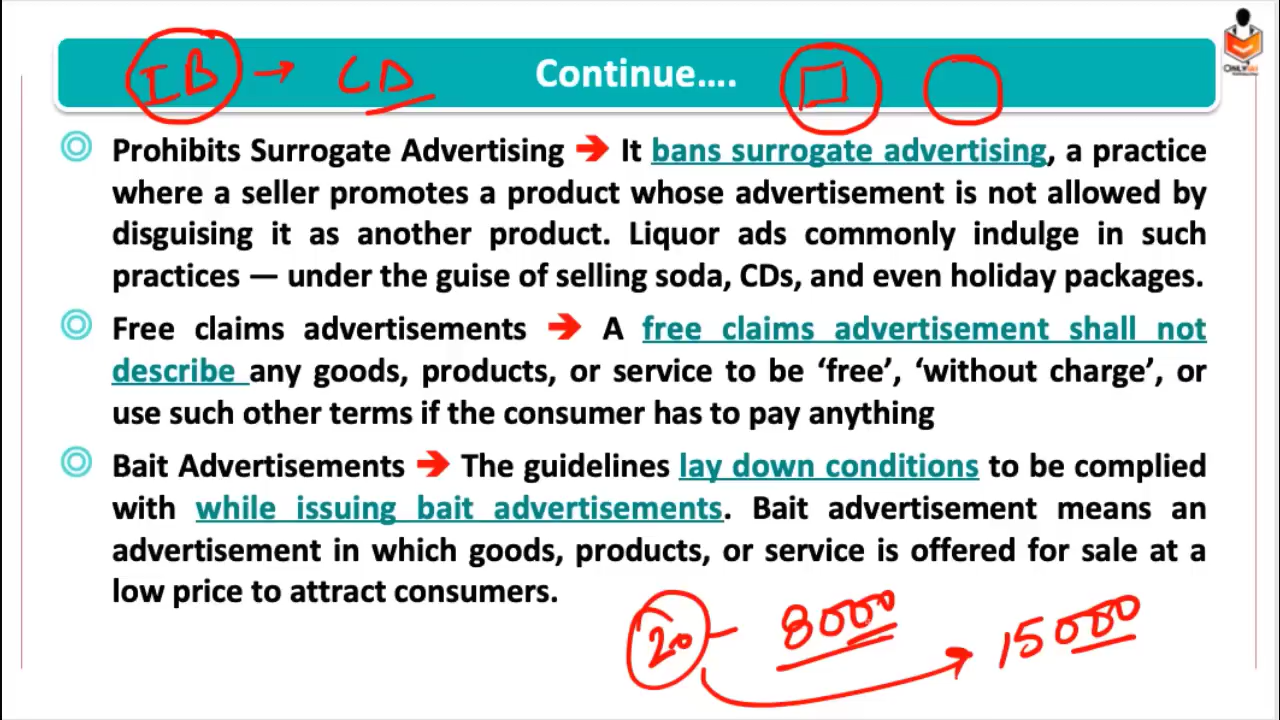 IB → CD
Continue....
Prohibits Surrogate Advertising ➔ It bans surrogate advertising, a practice
where a seller promotes a product whose advertisement is not allowed by
disguising it as another product. Liquor ads commonly indulge in such
practices — under the guise of selling soda, CDs, and even holiday packages.
Free claims advertisements ➔ A free claims advertisement shall not
describe any goods, products, or service to be ‘free’, ‘without charge’, or
use such other terms if the consumer has to pay anything
Bait Advertisements ➔ The guidelines lay down conditions to be complied
with while issuing bait advertisements. Bait advertisement means an
advertisement in which goods, products, or service is offered for sale at a
low price to attract consumers.
20 – 8000 → 15000